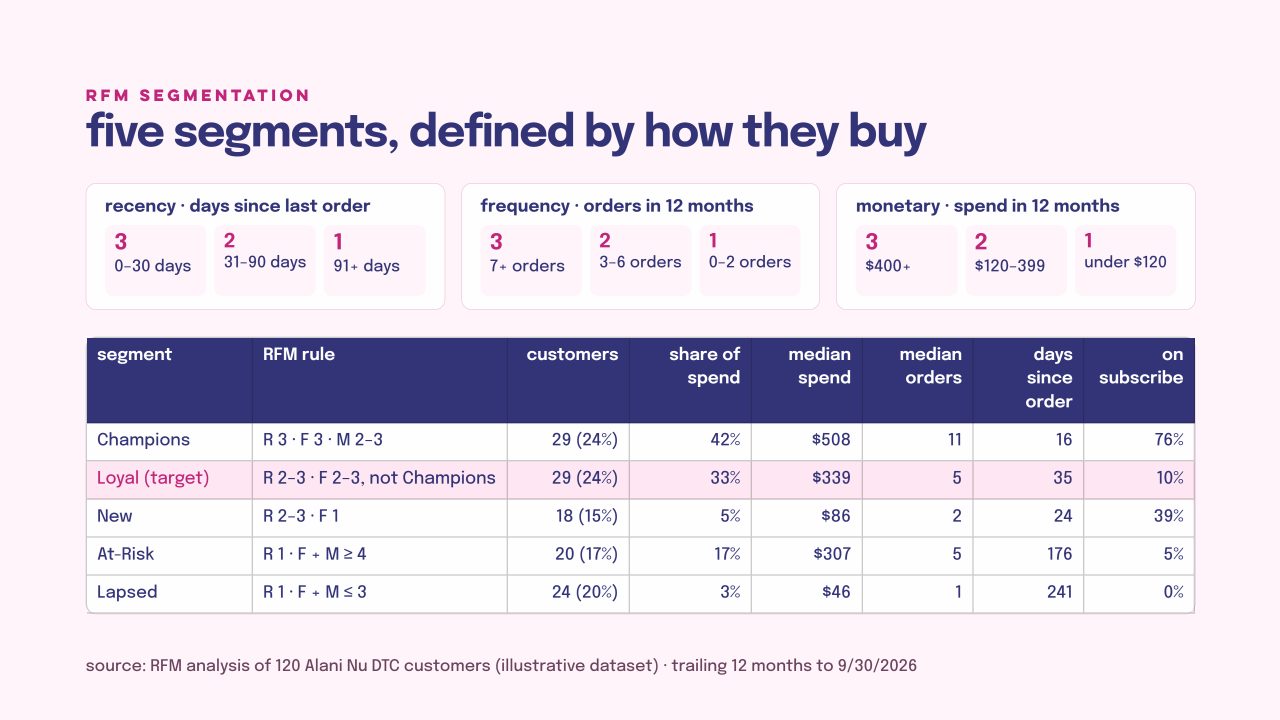 RFM SEGMENTATION
five segments, defined by how they buy
recency · days since last order
3
0–30 days
2
31–90 days
1
91+ days
frequency · orders in 12 months
3
7+ orders
2
3–6 orders
1
0–2 orders
monetary · spend in 12 months
3
$400+
2
$120–399
1
under $120
segment RFM rule customers share of spend median spend median orders days since order on subscribe
Champions R 3 · F 3 · M 2–3 29 (24%) 42% $508 11 16 76%
Loyal (target) R 2–3 · F 2–3, not Champions 29 (24%) 33% $339 5 35 10%
New R 2–3 · F 1 18 (15%) 5% $86 2 24 39%
At-Risk R 1 · F + M ≥ 4 20 (17%) 17% $307 5 176 5%
Lapsed R 1 · F + M ≤ 3 24 (20%) 3% $46 1 241 0%
source: RFM analysis of 120 Alani Nu DTC customers (illustrative dataset) · trailing 12 months to 9/30/2026